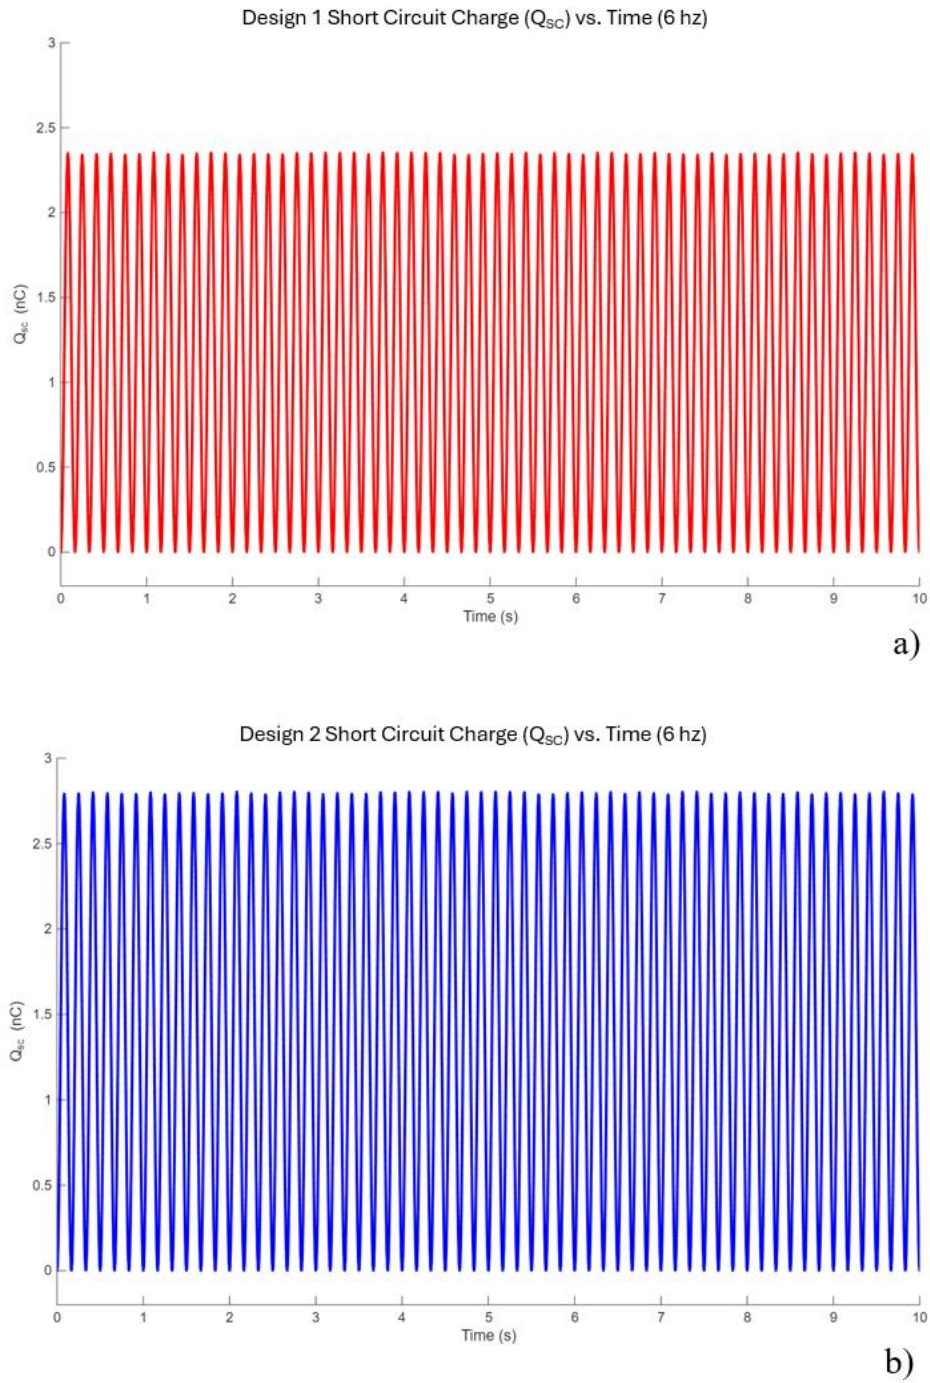 Design 1 Short Circuit Charge (QSC) vs. Time (6 hz)
3
2.5
2
1.5
1
0.5
0
Qsc (nC)
0 1 2 3 4 5 6 7 8 9 10
Time (s)
a)
Design 2 Short Circuit Charge (QSC) vs. Time (6 hz)
3
2.5
2
1.5
1
0.5
0
Qsc (nC)
0 1 2 3 4 5 6 7 8 9 10
Time (s)
b)